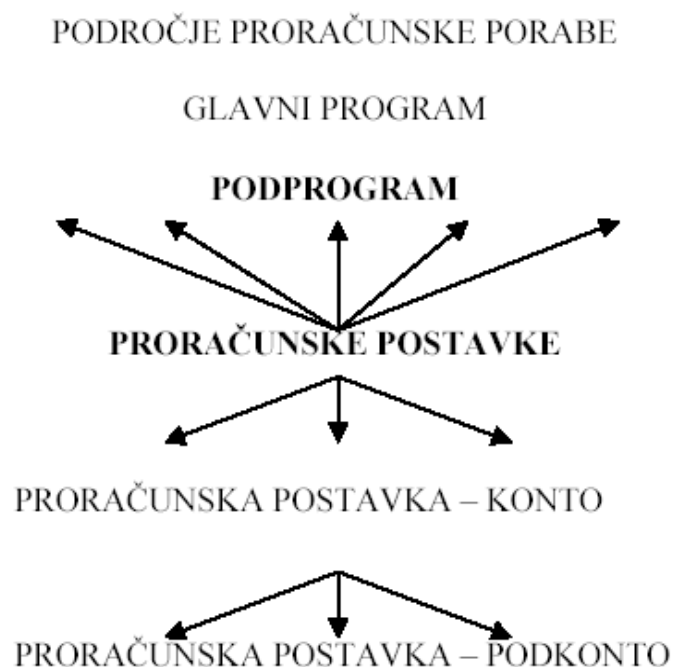 PODROČJE PRORAČUNSKE PORABE
GLAVNI PROGRAM
PODPROGRAM
PRORAČUNSKE POSTAVKE
PRORAČUNSKA POSTAVKA – KONTO
PRORAČUNSKA POSTAVKA – PODKONTO